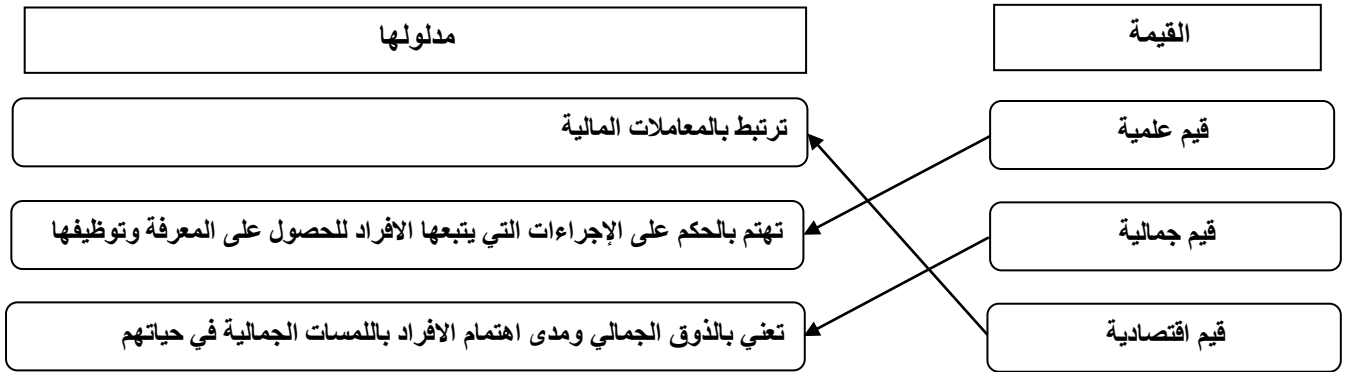 القيمة
مدلولها
قيم علمية
ترتبط بالمعاملات المالية
قيم جمالية
تهتم بالحكم على الإجراءات التي يتبعها الافراد للحصول على المعرفة وتوظيفها
قيم اقتصادية
تعني بالذوق الجمالي ومدى اهتمام الافراد باللمسات الجمالية في حياتهم